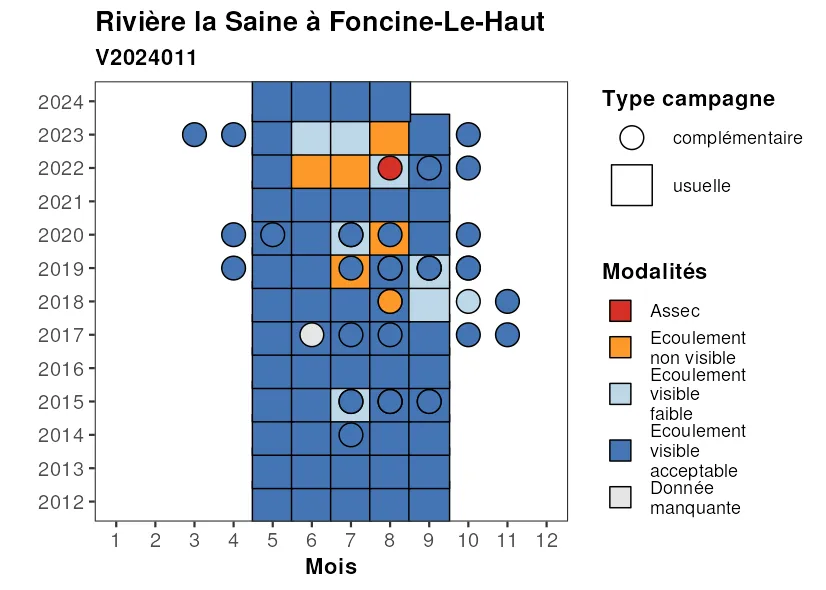 Rivière la Saine à Foncine-Le-Haut
V2024011
2024
2023
2022
2021
2020
2019
2018
2017
2016
2015
2014
2013
2012
1 2 3 4 5 6 7 8 9 10 11 12
Mois
Type campagne
complémentaire
usuelle
Modalités
Assec
Ecoulement
non visible
Ecoulement
visible
faible
Ecoulement
visible
acceptable
Donnée
manquante